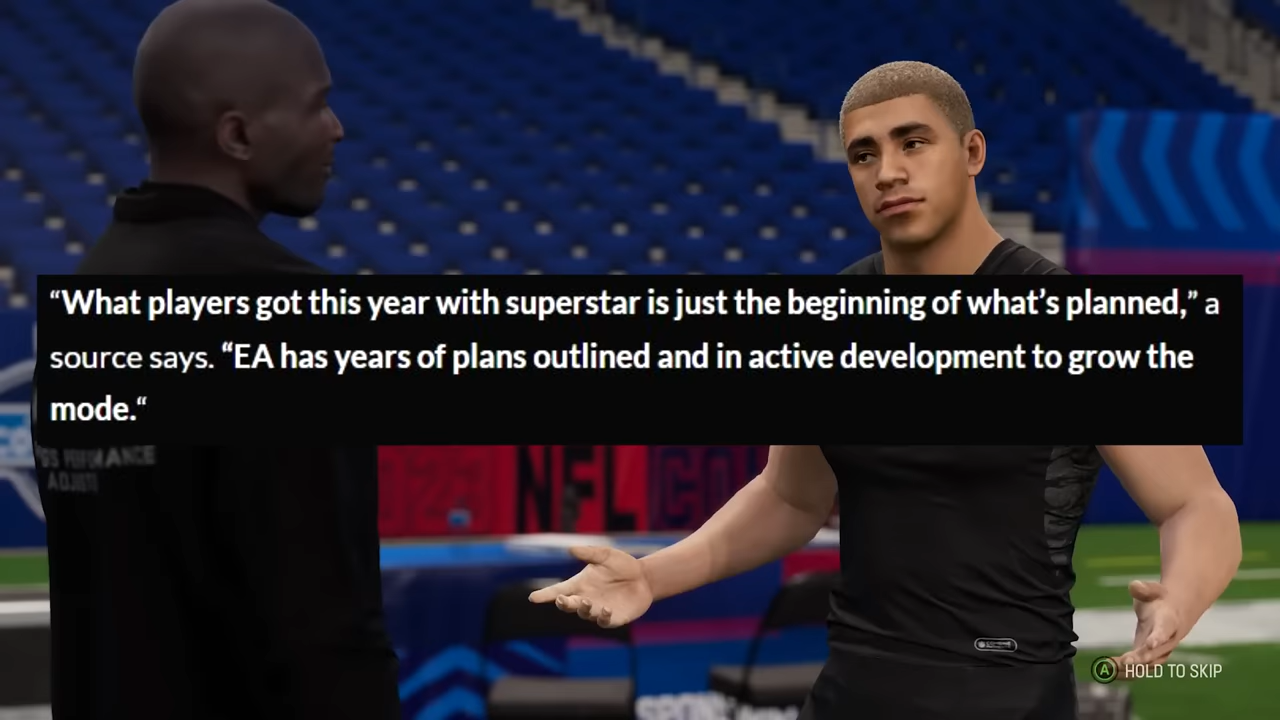 “What players got this year with superstar is just the beginning of what’s planned,” a
source says. “EA has years of plans outlined and in active development to grow the
mode.“
NFL
A HOLD TO SKIP